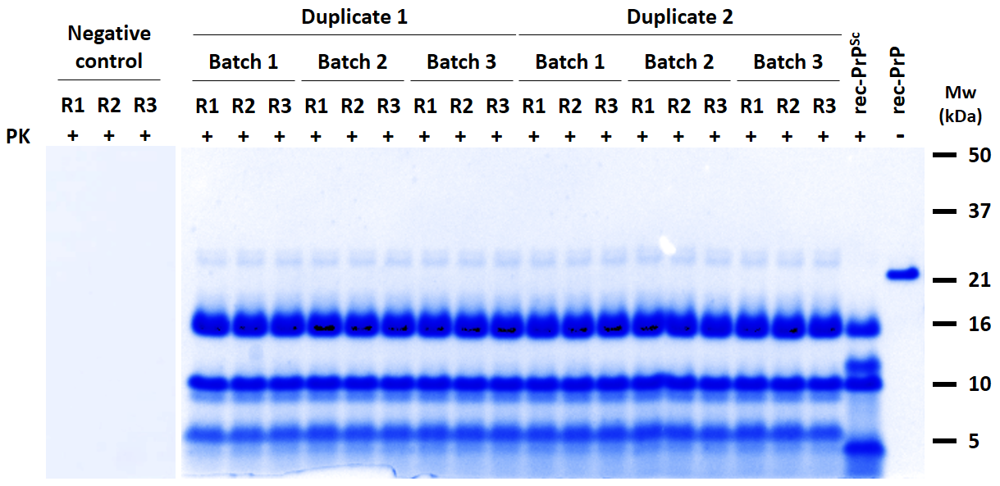 Duplicate 1 Duplicate 2
Negative control
Batch 1 Batch 2 Batch 3 Batch 1 Batch 2 Batch 3
rec-PrPSc
rec-PrP
Mw
(kDa)
R1 R2 R3 R1 R2 R3 R1 R2 R3 R1 R2 R3 R1 R2 R3 R1 R2 R3 R1 R2 R3
PK + + + + + + + + + + + + + + + + + + + + + + -
50
37
21
16
10
5